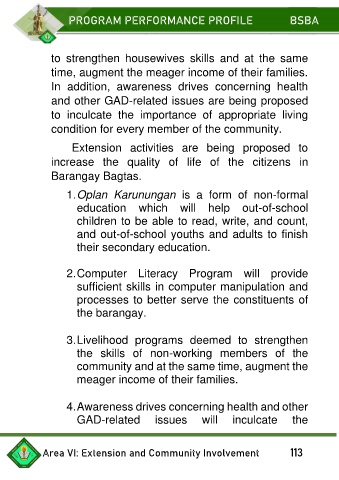 PROGRAM PERFORMANCE PROFILE BSBA
to strengthen housewives skills and at the same
time, augment the meager income of their families.
In addition, awareness drives concerning health
and other GAD-related issues are being proposed
to inculcate the importance of appropriate living
condition for every member of the community.
Extension activities are being proposed to
increase the quality of life of the citizens in
Barangay Bagtas.
1.Oplan Karunungan is a form of non-formal
education which will help out-of-school
children to be able to read, write, and count,
and out-of-school youths and adults to finish
their secondary education.
2.Computer Literacy Program will provide
sufficient skills in computer manipulation and
processes to better serve the constituents of
the barangay.
3.Livelihood programs deemed to strengthen
the skills of non-working members of the
community and at the same time, augment the
meager income of their families.
4.Awareness drives concerning health and other
GAD-related issues will inculcate the
Area VI: Extension and Community Involvement 113